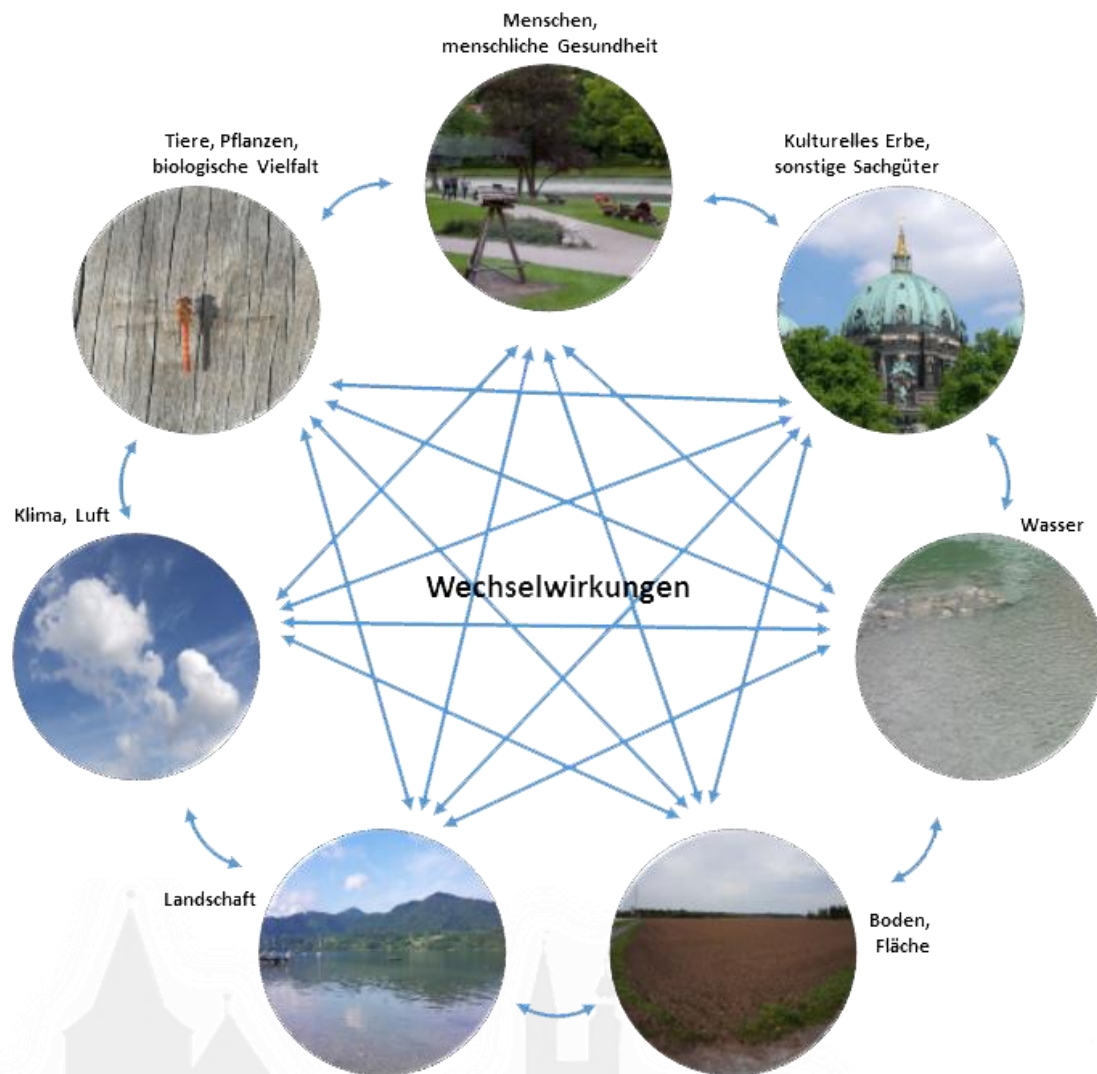 Menschen,
menschliche Gesundheit
Tiere, Pflanzen,
biologische Vielfalt
Kulturelles Erbe,
sonstige Sachgüter
Klima, Luft
Wasser
Wechselwirkungen
Landschaft
Boden,
Fläche